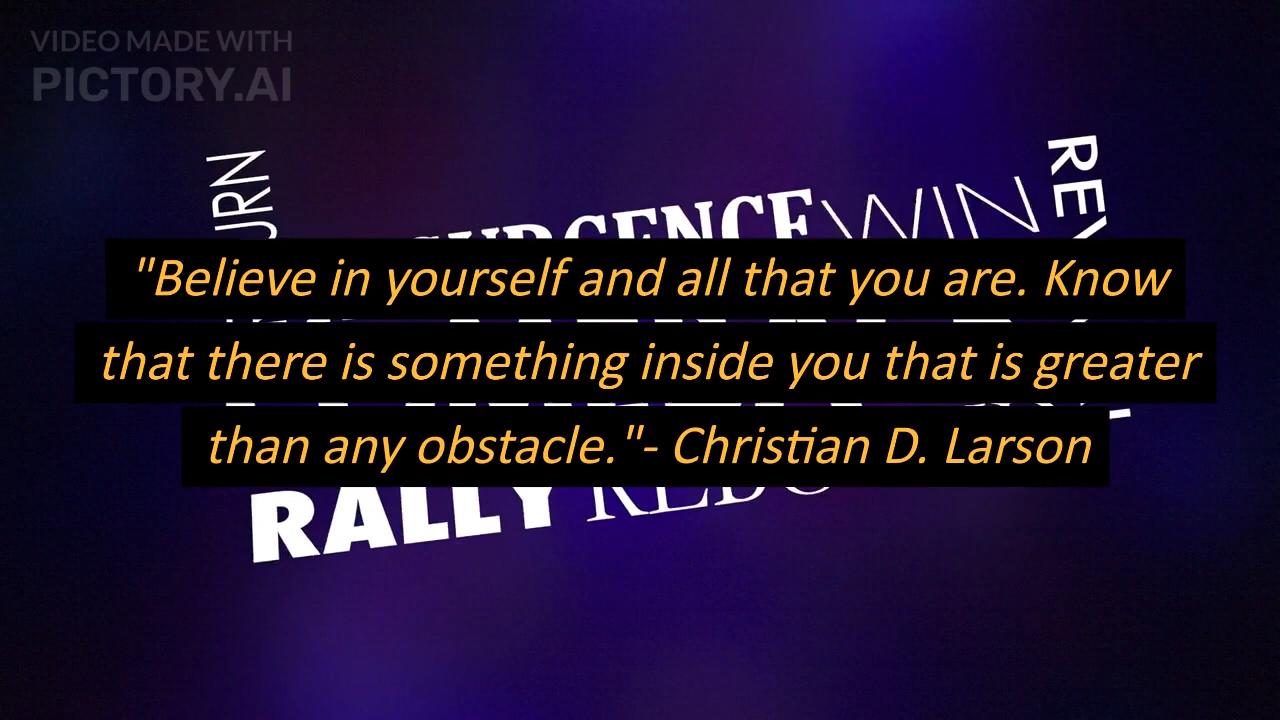 VIDEO MADE WITH
PICTORY.AI
WIN
"Believe in yourself and all that you are. Know
that there is something inside you that is greater
than any obstacle."- Christian D. Larson
RALLY